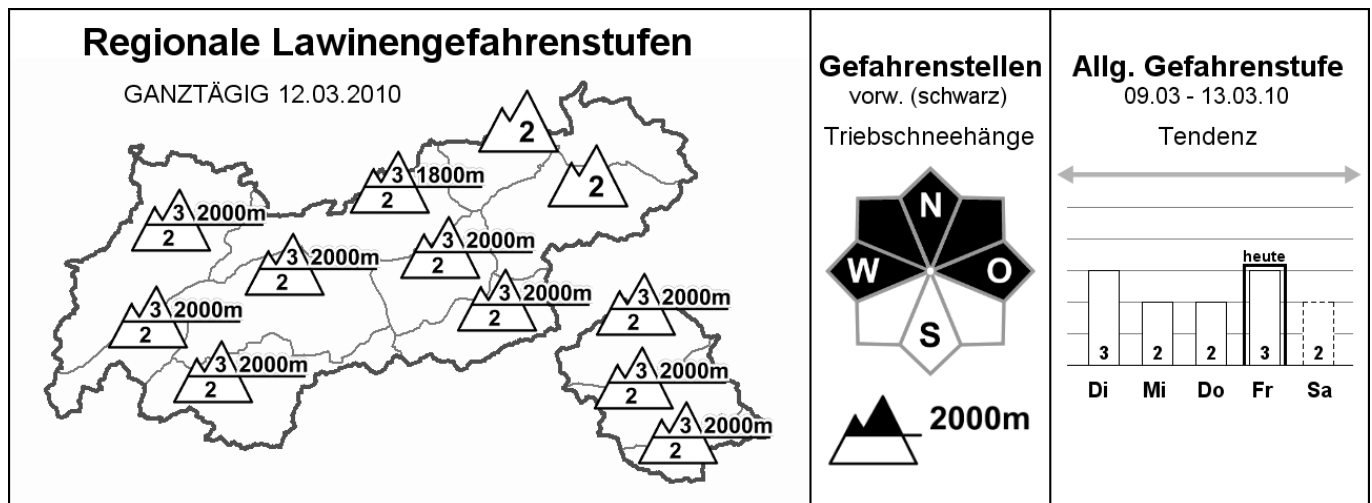 Regionale Lawinengefahrenstufen
GANZTÄGIG 12.03.2010
2
3 1800m
2
2
3 2000m
2
3 2000m
2
3 2000m
2
3 2000m
2
3 2000m
2
3 2000m
2
3 2000m
2
3 2000m
2
3 2000m
2
Gefahrenstellen
vorw. (schwarz)
Triebschneehänge
N
W
O
S
2000m
Allg. Gefahrenstufe
09.03 - 13.03.10
Tendenz
heute
3 2 2 3 2
Di Mi Do Fr Sa